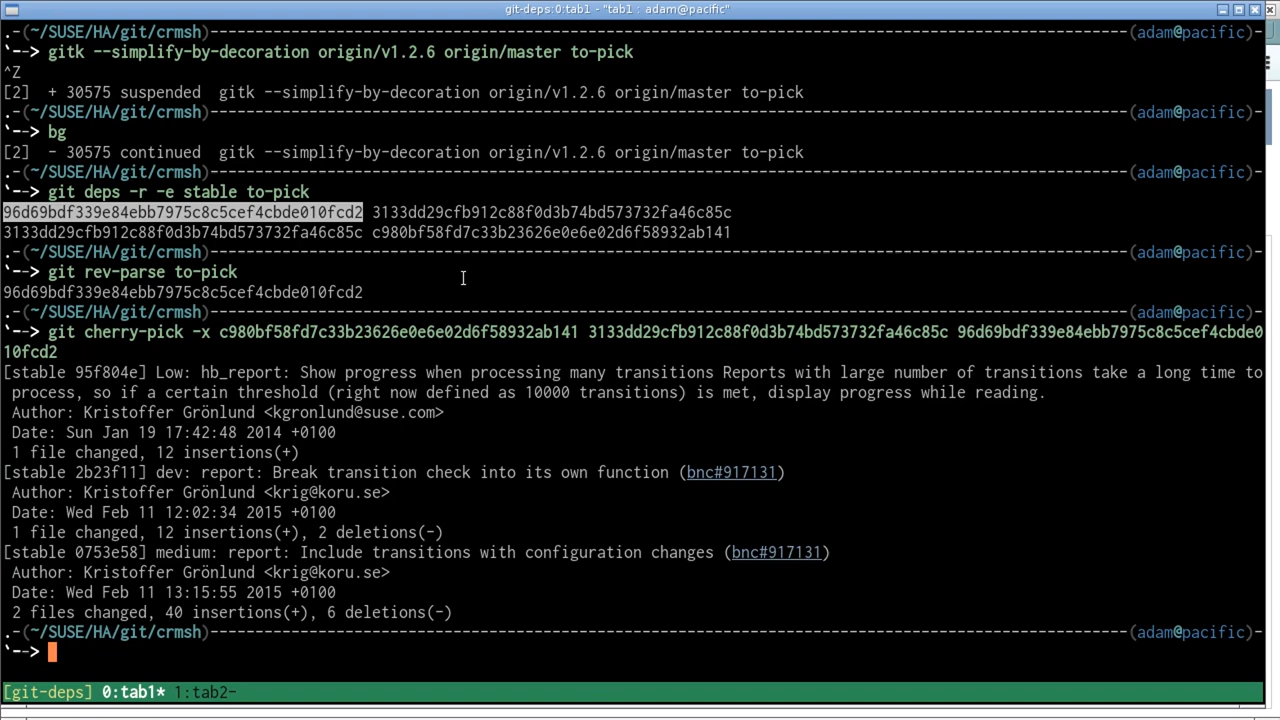 git-deps:0:tab1 - "tab1 : adam@pacific"
.-(~/SUSE/HA/git/crmsh)------------------------------------------------------------------------------------------------------(adam@pacific)-
`--> gitk --simplify-by-decoration origin/v1.2.6 origin/master to-pick
^Z
[2]  + 30575 suspended  gitk --simplify-by-decoration origin/v1.2.6 origin/master to-pick
.-(~/SUSE/HA/git/crmsh)------------------------------------------------------------------------------------------------------(adam@pacific)-
`--> bg
[2]  - 30575 continued  gitk --simplify-by-decoration origin/v1.2.6 origin/master to-pick
.-(~/SUSE/HA/git/crmsh)------------------------------------------------------------------------------------------------------(adam@pacific)-
`--> git deps -r -e stable to-pick
96d69bdf339e84ebb7975c8c5cef4cbde010fcd2 3133dd29cfb912c88f0d3b74bd573732fa46c85c
3133dd29cfb912c88f0d3b74bd573732fa46c85c c980bf58fd7c33b23626e0e6e02d6f58932ab141
.-(~/SUSE/HA/git/crmsh)------------------------------------------------------------------------------------------------------(adam@pacific)-
`--> git rev-parse to-pick
96d69bdf339e84ebb7975c8c5cef4cbde010fcd2
.-(~/SUSE/HA/git/crmsh)------------------------------------------------------------------------------------------------------(adam@pacific)-
`--> git cherry-pick -x c980bf58fd7c33b23626e0e6e02d6f58932ab141 3133dd29cfb912c88f0d3b74bd573732fa46c85c 96d69bdf339e84ebb7975c8c5cef4cbde0
10fcd2
[stable 95f804e] Low: hb_report: Show progress when processing many transitions Reports with large number of transitions take a long time to
 process, so if a certain threshold (right now defined as 10000 transitions) is met, display progress while reading.
 Author: Kristoffer Grönlund <kgronlund@suse.com>
 Date: Sun Jan 19 17:42:48 2014 +0100
 1 file changed, 12 insertions(+)
[stable 2b23f11] dev: report: Break transition check into its own function (bnc#917131)
 Author: Kristoffer Grönlund <krig@koru.se>
 Date: Wed Feb 11 12:02:34 2015 +0100
 1 file changed, 12 insertions(+), 2 deletions(-)
[stable 0753e58] medium: report: Include transitions with configuration changes (bnc#917131)
 Author: Kristoffer Grönlund <krig@koru.se>
 Date: Wed Feb 11 13:15:55 2015 +0100
 2 files changed, 40 insertions(+), 6 deletions(-)
.-(~/SUSE/HA/git/crmsh)------------------------------------------------------------------------------------------------------(adam@pacific)-
`-->
[git-deps] 0:tab1* 1:tab2-